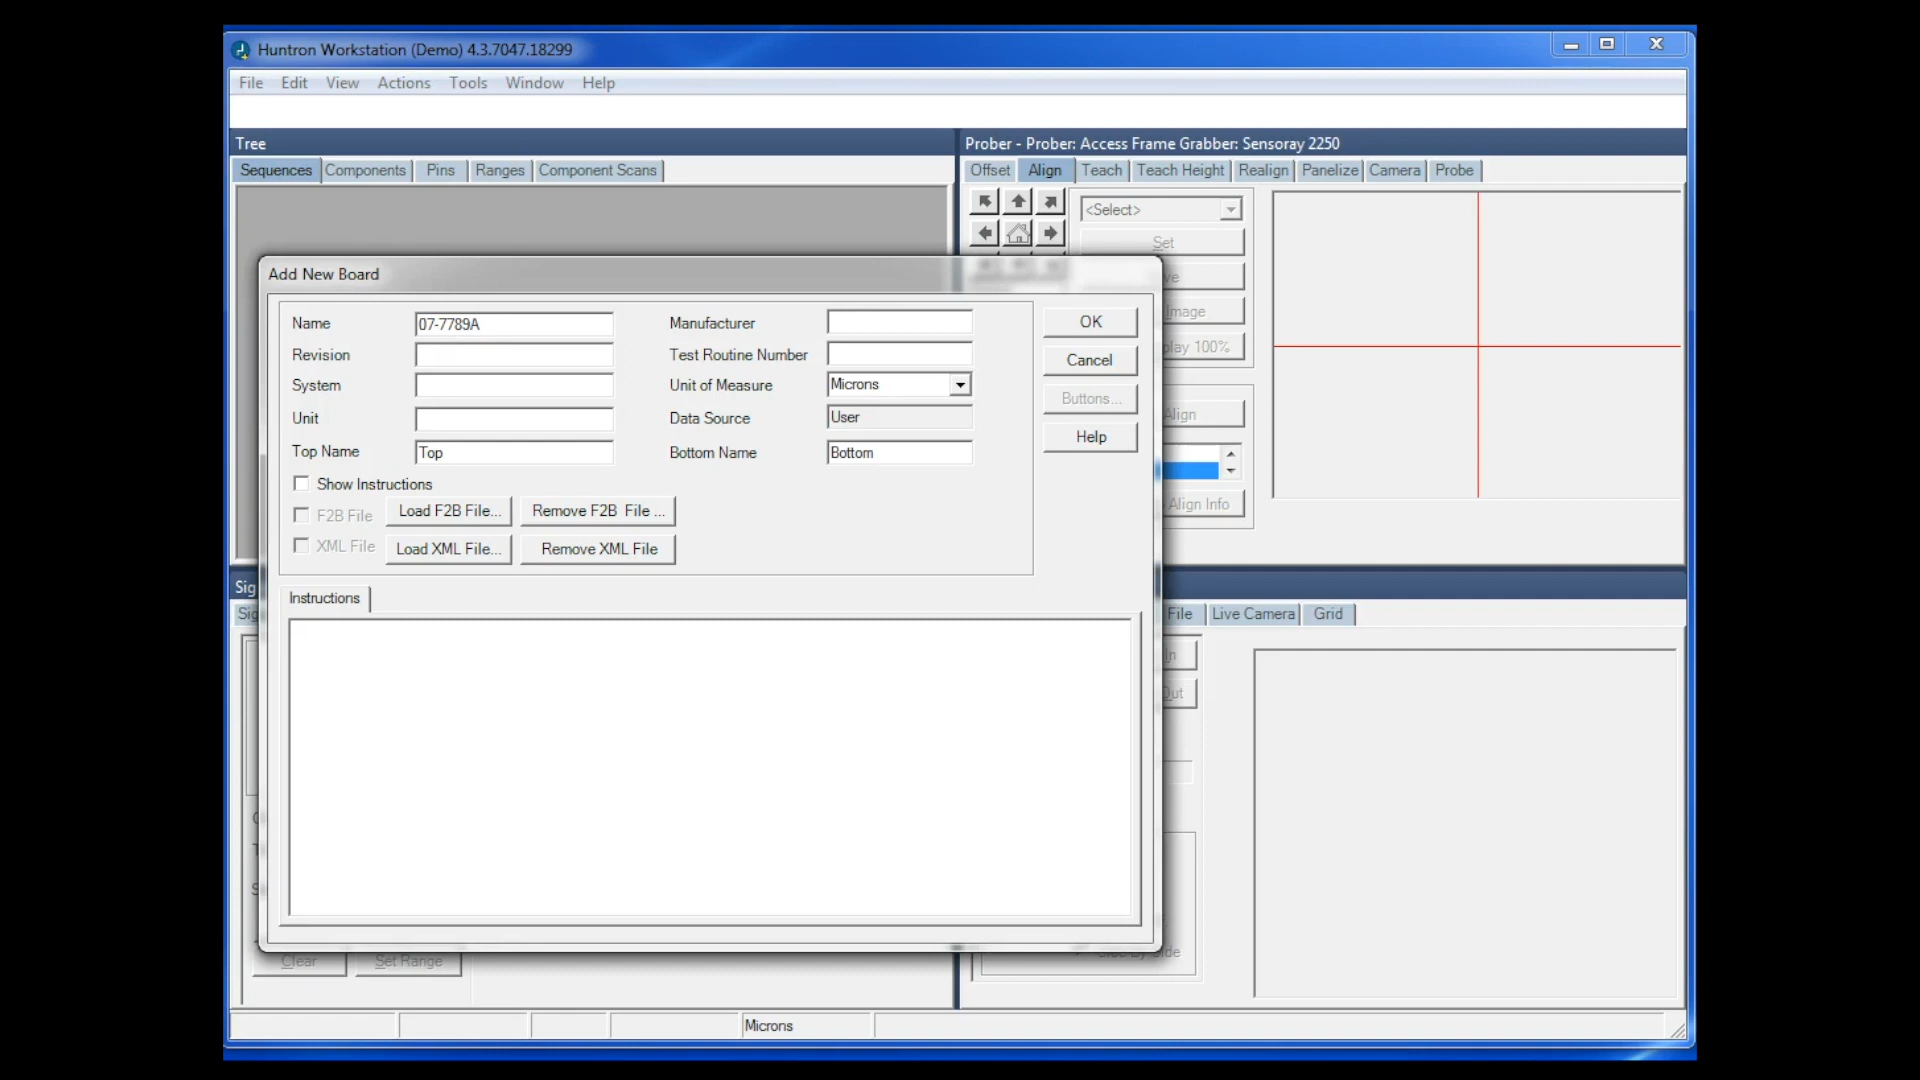 Huntron Workstation (Demo) 4.3.7047.18299
File Edit View Actions Tools Window Help
Tree
Prober - Prober: Access Frame Grabber: Sensoray 2250
Sequences Components Pins Ranges Component Scans
Offset Align Teach Teach Height Realign Panelize Camera Probe
<Select>
Set
ve
Image
play 100%
Align
Align Info
Add New Board
Name 07-7789A Manufacturer OK
Revision Test Routine Number Cancel
System Unit of Measure Microns Buttons...
Unit Data Source User Help
Top Name Top Bottom Name Bottom
Show Instructions
F2B File Load F2B File... Remove F2B File ...
XML File Load XML File... Remove XML File
Instructions
Sig
Sig
File Live Camera Grid
In
Out
Side By Side
Clear Set Range
Microns